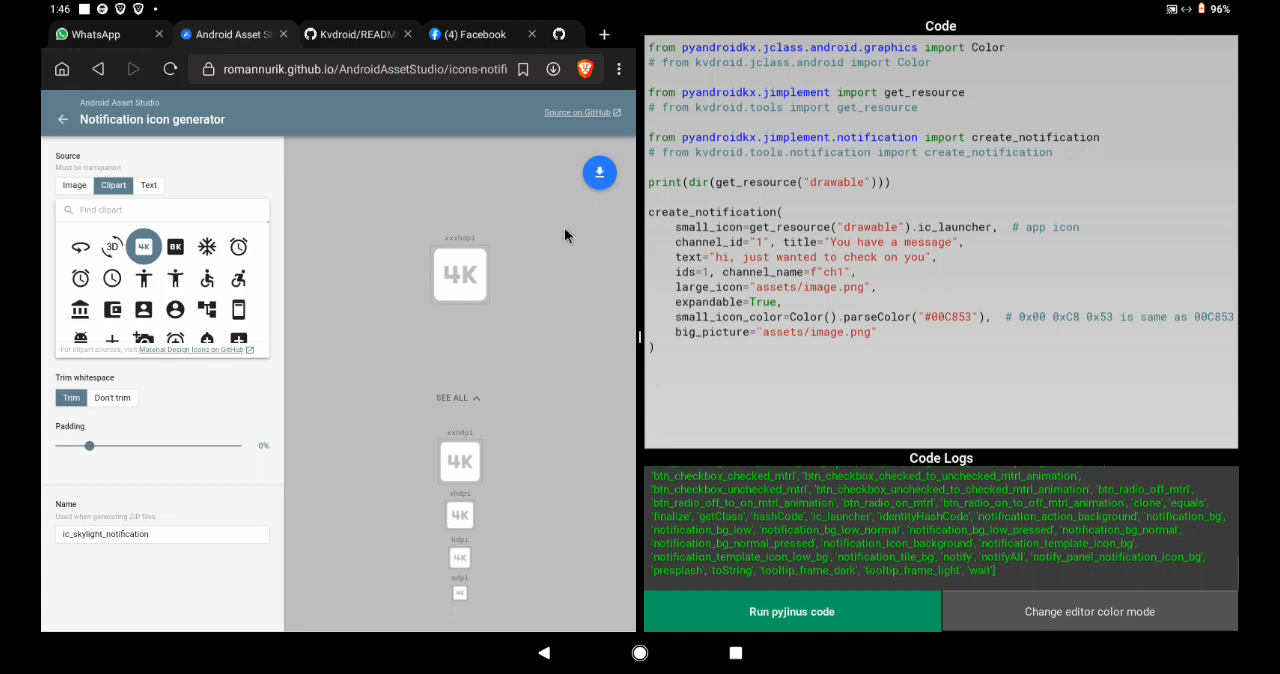 1:46
96%
WhatsApp
Android Asset St
Kvdroid/READM
(4) Facebook
romannurik.github.io/AndroidAssetStudio/icons-notifi
Android Asset Studio
Notification icon generator
Source on GitHub
Source
Must be transparent
Image
Clipart
Text
Find clipart
3D
4K
8K
For clipart sources, visit Material Design Icons on GitHub
Trim whitespace
Trim
Don't trim
Padding
0%
Name
Used when generating ZIP files.
ic_skylight_notification
xxxhdpi
4K
SEE ALL
xxhdpi
4K
xhdpi
4K
hdpi
4K
mdpi
4K
Code
from pyandroidkx.jclass.android.graphics import Color
# from kvdroid.jclass.android import Color
from pyandroidkx.jimplement import get_resource
# from kvdroid.tools import get_resource
from pyandroidkx.jimplement.notification import create_notification
# from kvdroid.tools.notification import create_notification
print(dir(get_resource("drawable")))
create_notification(
small_icon=get_resource("drawable").ic_launcher,  # app icon
channel_id="1", title="You have a message",
text="hi, just wanted to check on you",
ids=1, channel_name=f"ch1",
large_icon="assets/image.png",
expandable=True,
small_icon_color=Color().parseColor("#00C853"),  # 0x00 0xC8 0x53 is same as 00C853
big_picture="assets/image.png"
)
Code Logs
'btn_checkbox_checked_mtrl', 'btn_checkbox_checked_to_unchecked_mtrl_animation',
'btn_checkbox_unchecked_mtrl', 'btn_checkbox_unchecked_to_checked_mtrl_animation', 'btn_radio_off_mtrl',
'btn_radio_off_to_on_mtrl_animation', 'btn_radio_on_mtrl', 'btn_radio_on_to_off_mtrl_animation', 'clone', 'equals',
'finalize', 'getClass', 'hashCode', 'ic_launcher', 'identityHashCode', 'notification_action_background', 'notification_bg',
'notification_bg_low', 'notification_bg_low_normal', 'notification_bg_low_pressed', 'notification_bg_normal',
'notification_bg_normal_pressed', 'notification_icon_background', 'notification_template_icon_bg',
'notification_template_icon_low_bg', 'notification_tile_bg', 'notify', 'notifyAll', 'notify_panel_notification_icon_bg',
'presplash', 'toString', 'tooltip_frame_dark', 'tooltip_frame_light', 'wait']
Run pyjinus code
Change editor color mode